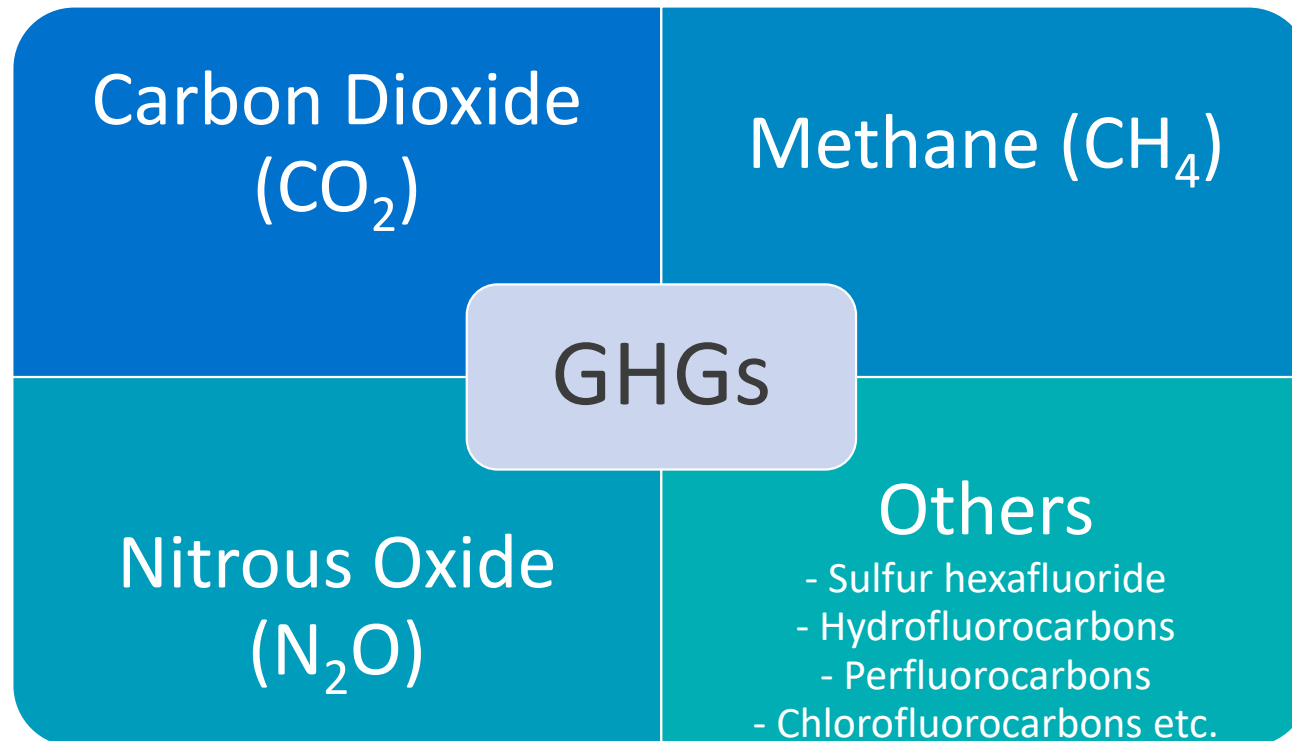 Carbon Dioxide
(CO₂)
Methane (CH₄)
GHGs
Nitrous Oxide
(N₂O)
Others
- Sulfur hexafluoride
- Hydrofluorocarbons
- Perfluorocarbons
- Chlorofluorocarbons etc.